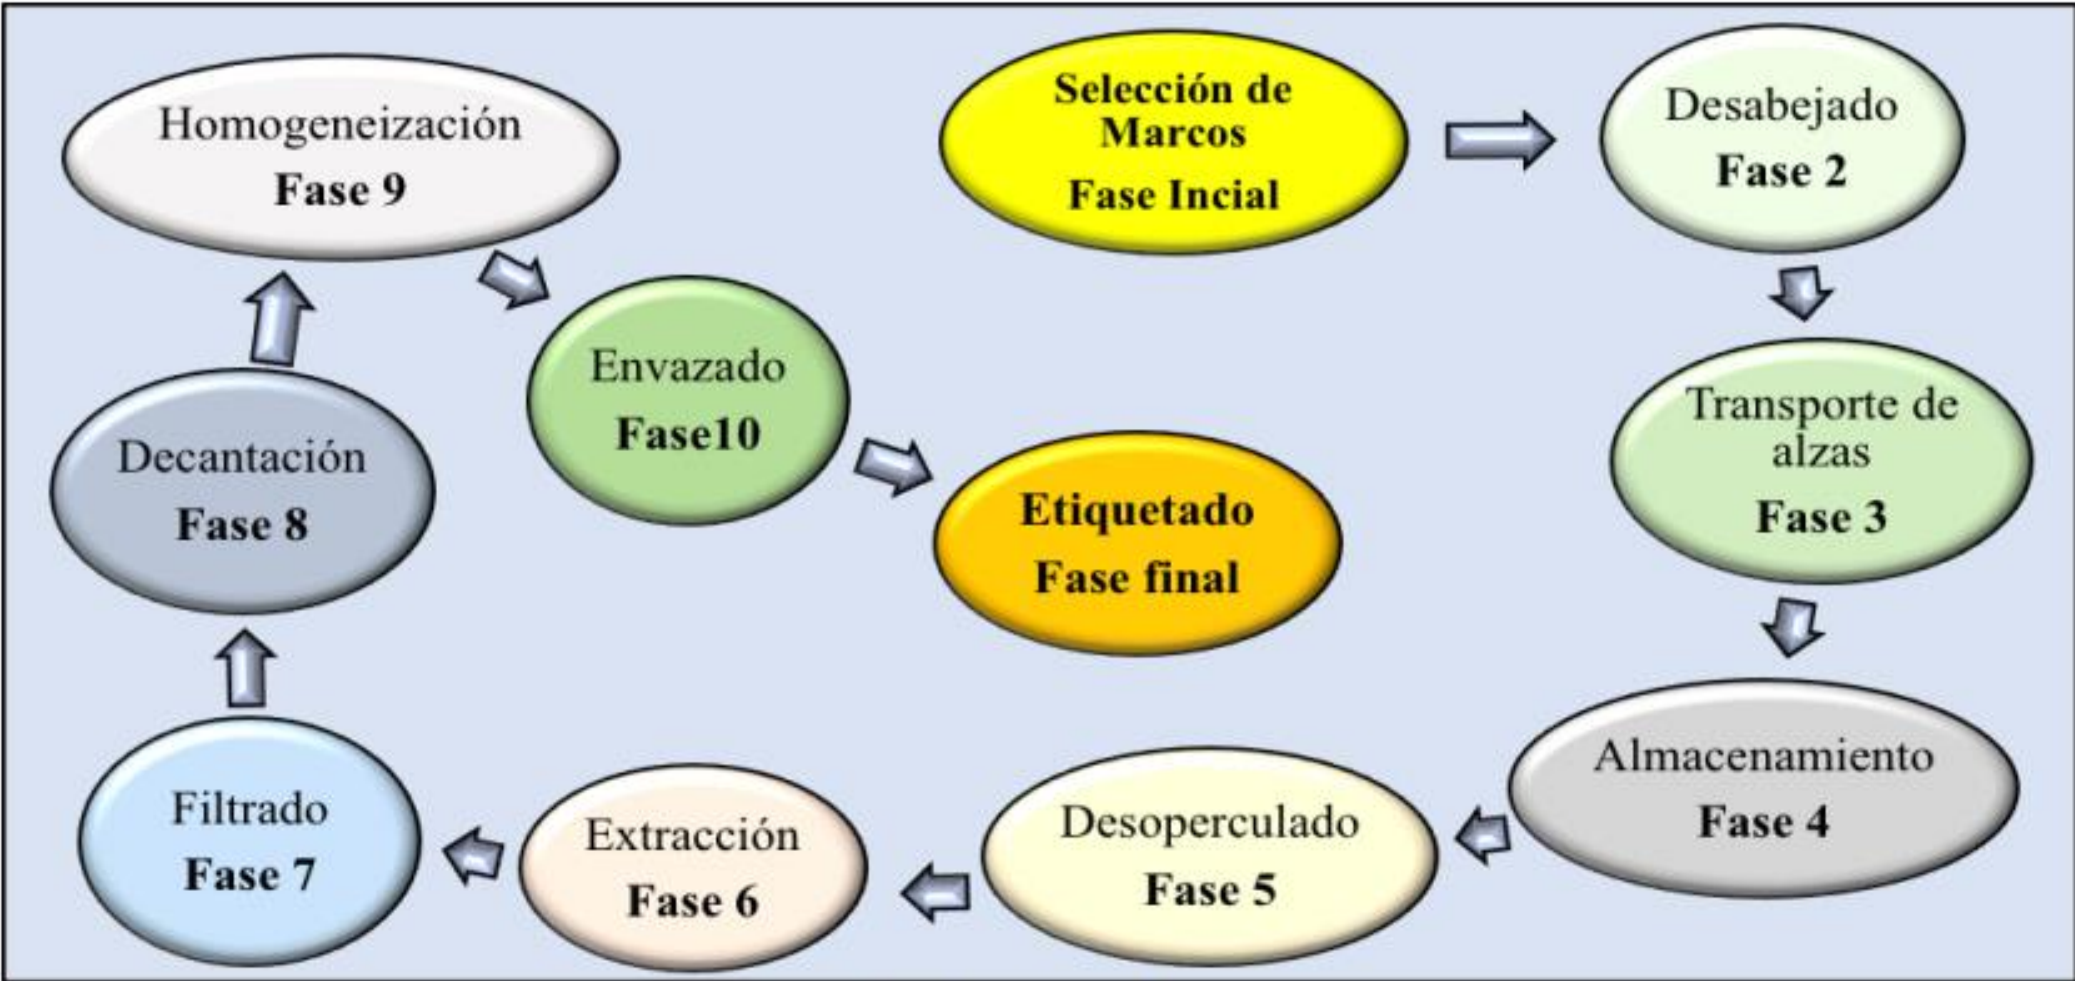 Selección de
Marcos
Fase Incial
Desabejado
Fase 2
Transporte de
alzas
Fase 3
Almacenamiento
Fase 4
Desoperculado
Fase 5
Extracción
Fase 6
Filtrado
Fase 7
Decantación
Fase 8
Homogeneización
Fase 9
Envazado
Fase10
Etiquetado
Fase final